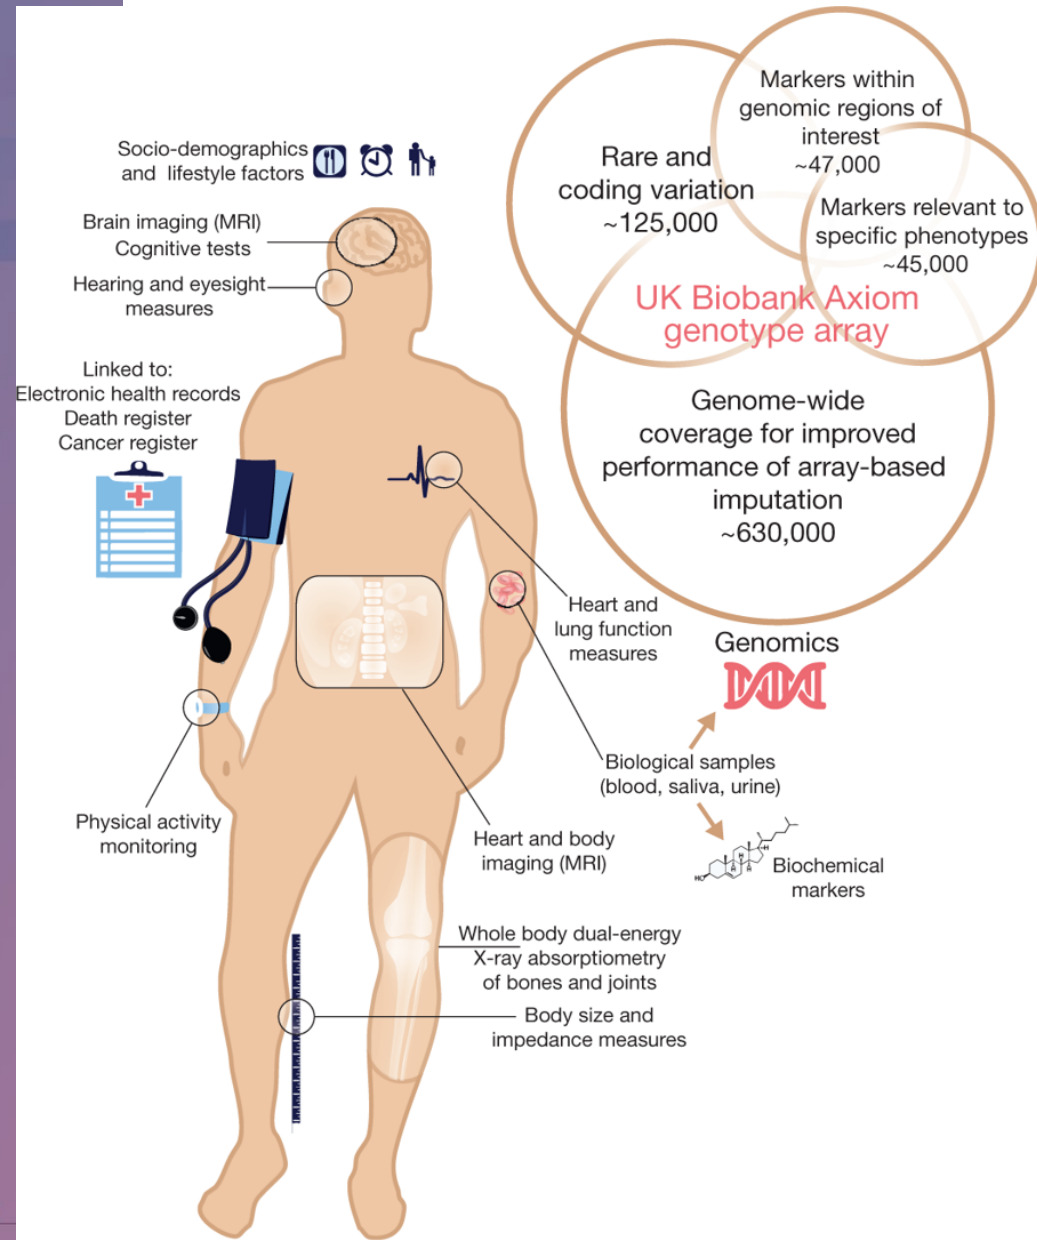 Socio-demographics
and lifestyle factors
Brain imaging (MRI)
Cognitive tests
Hearing and eyesight
measures
Linked to:
Electronic health records
Death register
Cancer register
Physical activity
monitoring
Rare and
coding variation
~125,000
Markers within
genomic regions of
interest
~47,000
Markers relevant to
specific phenotypes
~45,000
UK Biobank Axiom
genotype array
Genome-wide
coverage for improved
performance of array-based
imputation
~630,000
Heart and
lung function
measures
Genomics
Biological samples
(blood, saliva, urine)
Heart and body
imaging (MRI)
HO
H
H
H
H
Biochemical
markers
Whole body dual-energy
X-ray absorptiometry
of bones and joints
Body size and
impedance measures